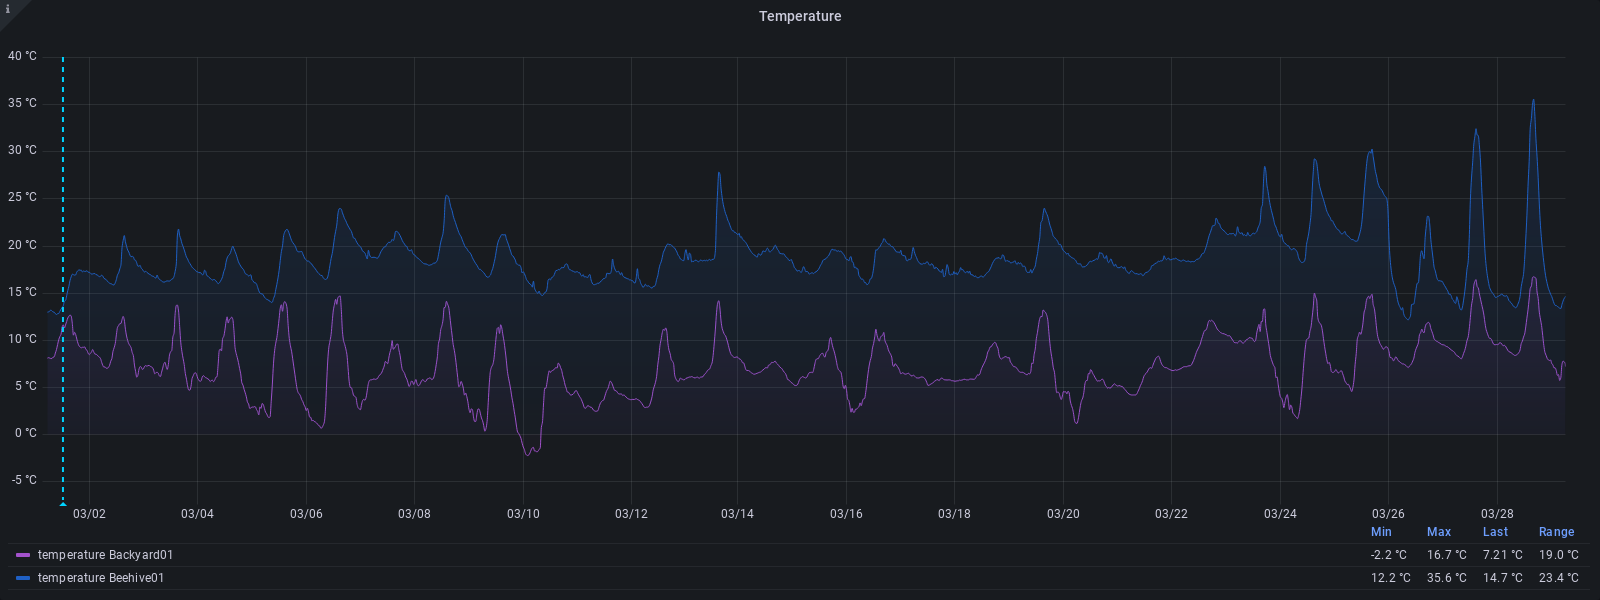 i
Temperature
40 °C
35 °C
30 °C
25 °C
20 °C
15 °C
10 °C
5 °C
0 °C
-5 °C
03/02 03/04 03/06 03/08 03/10 03/12 03/14 03/16 03/18 03/20 03/22 03/24 03/26 03/28
Min Max Last Range
temperature Backyard01 -2.2 °C 16.7 °C 7.21 °C 19.0 °C
temperature Beehive01 12.2 °C 35.6 °C 14.7 °C 23.4 °C